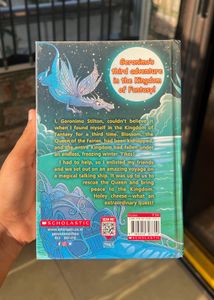 Geronimo's
third adventure
in the Kingdom
of Fantasy!
I, Geronimo Stilton, couldn't believe it
when I found myself in the Kingdom of
Fantasy for a third time. Blossom,
the Queen of the Fairies, had been kidnapped,
and the entire Kingdom had fallen under
an endless, freezing winter. Yikes!
I had to help, so I enlisted my friends
and we set out on an amazing voyage on
a magical talking ship. It was up to us
to rescue the Queen and bring
peace to the Kingdom.
Holey cheese—what an
extraordinary quest!
SCHOLASTIC
SCHOLASTIC